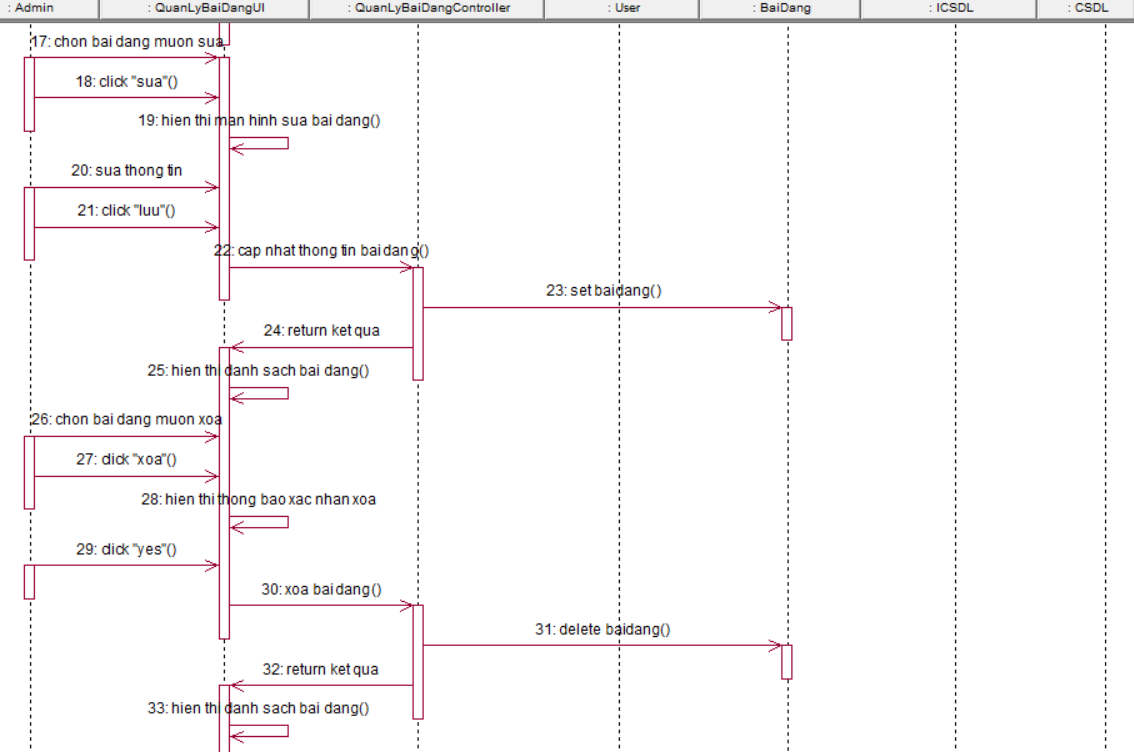 : Admin
: QuanLyBaiDangUI
: QuanLyBaiDangController
: User
: BaiDang
: ICSDL
: CSDL
17: chon bai dang muon sua
18: click "sua"()
19: hien thi man hinh sua bai dang()
20: sua thong tin
21: click "luu"()
22: cap nhat thong tin bai dang()
23: set baidang()
24: return ket qua
25: hien thi danh sach bai dang()
26: chon bai dang muon xoa
27: click "xoa"()
28: hien thi thong bao xac nhan xoa
29: click "yes"()
30: xoa bai dang()
31: delete baidang()
32: return ket qua
33: hien thi danh sach bai dang()